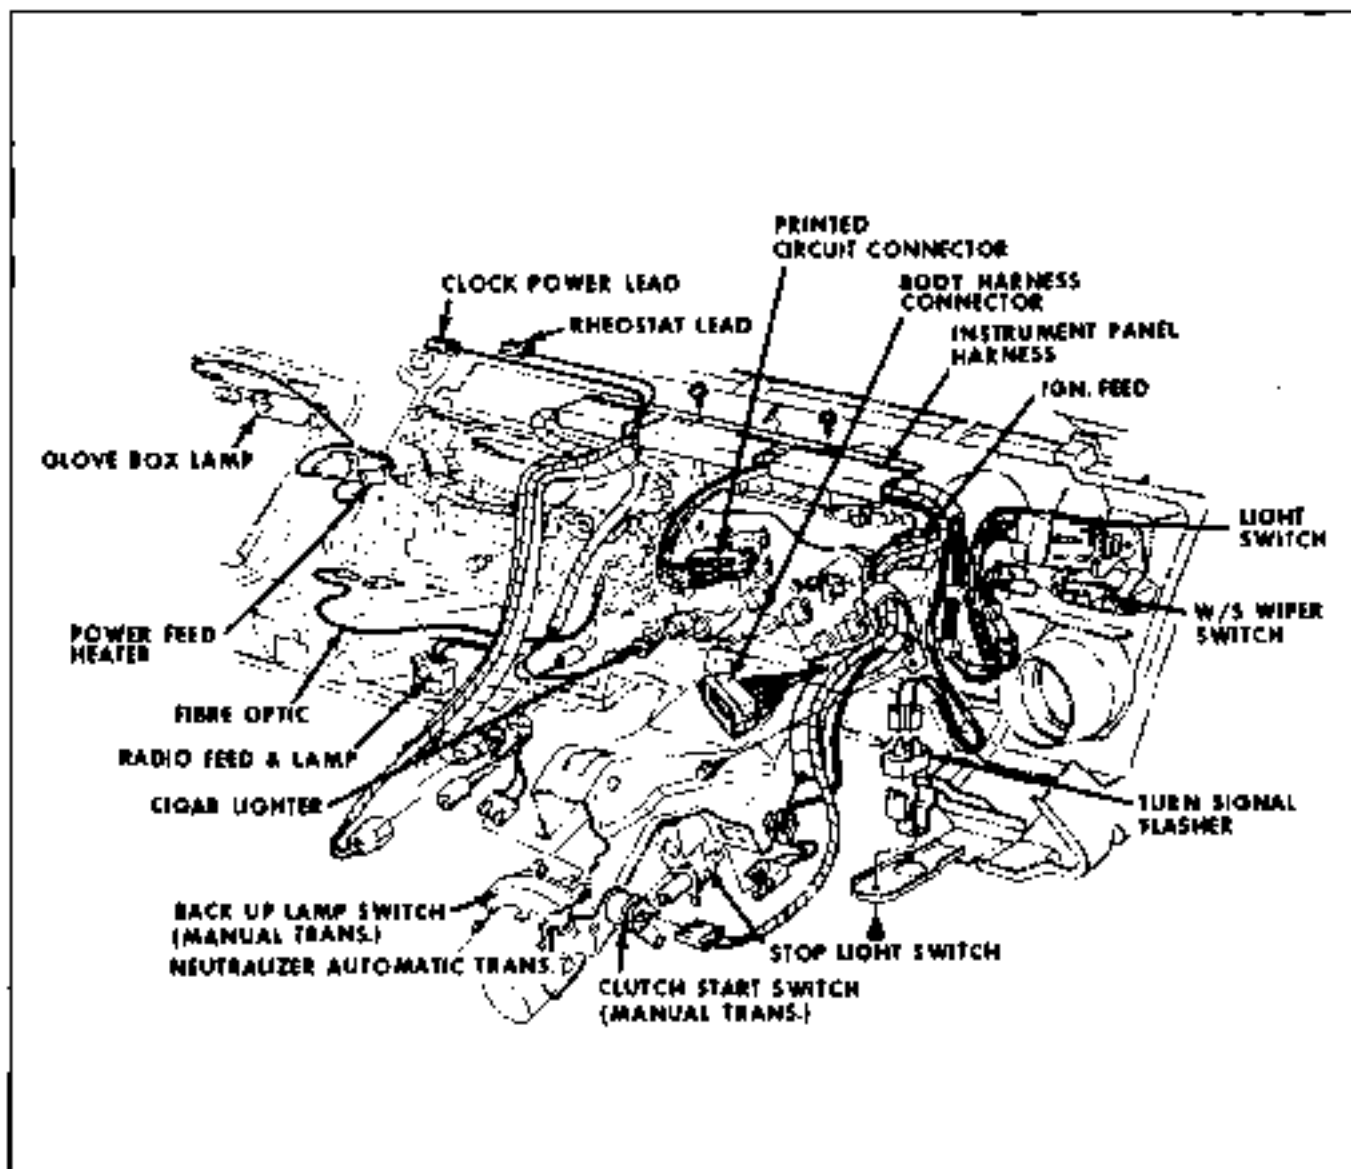 PRINTED
CIRCUIT CONNECTOR
CLOCK POWER LEAD
BODY HARNESS
CONNECTOR
RHEOSTAT LEAD
INSTRUMENT PANEL
HARNESS
IGN. FEED
GLOVE BOX LAMP
LIGHT
SWITCH
W/S WIPER
SWITCH
POWER FEED
HEATER
FIBRE OPTIC
RADIO FEED & LAMP
CIGAR LIGHTER
TURN SIGNAL
FLASHER
BACK UP LAMP SWITCH
(MANUAL TRANS.)
NEUTRALIZER AUTOMATIC TRANS.
STOP LIGHT SWITCH
CLUTCH START SWITCH
(MANUAL TRANS.)